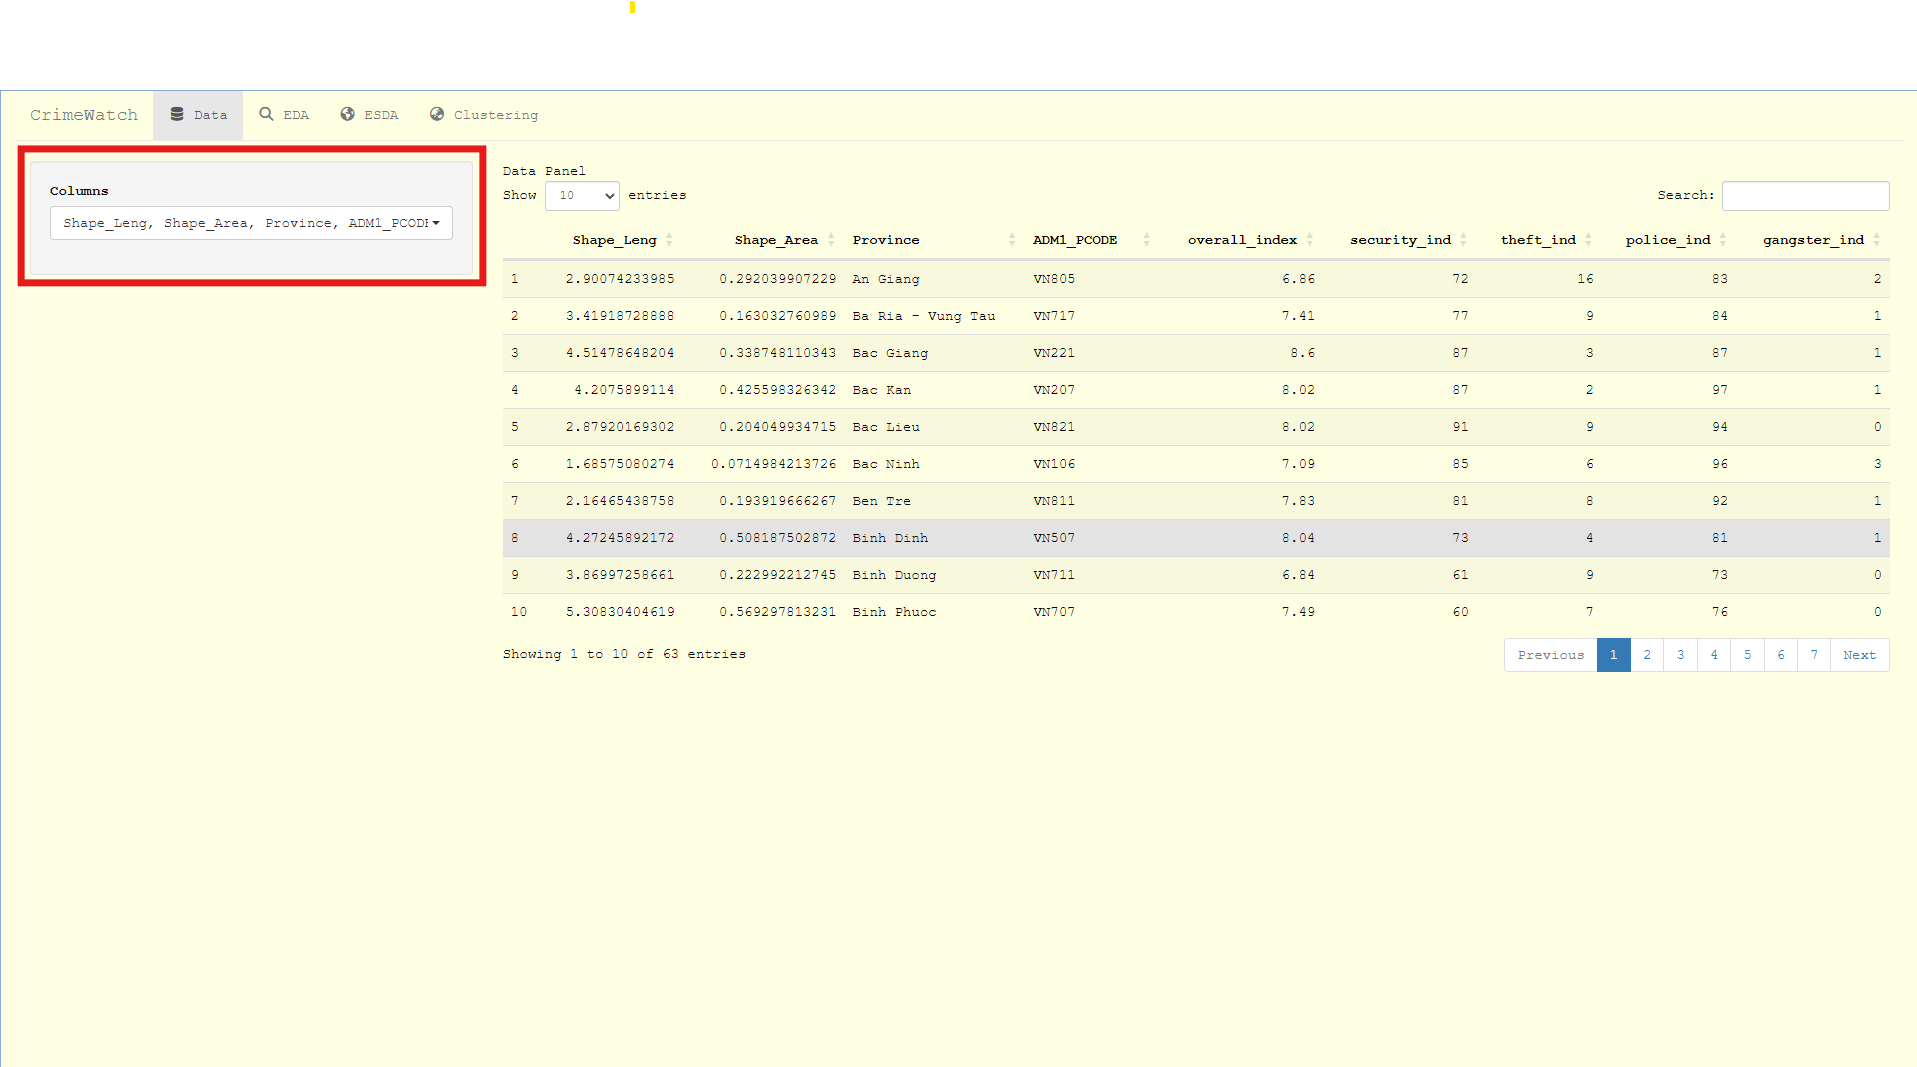 CrimeWatch Data EDA ESDA Clustering
Columns
Shape_Leng, Shape_Area, Province, ADM1_PCODE
Data Panel
Show 10 entries
Search:
Shape_Leng Shape_Area Province ADM1_PCODE overall_index security_ind theft_ind police_ind gangster_ind
1 2.90074233985 0.292039907229 An Giang VN805 6.86 72 16 83 2
2 3.41918728888 0.163032760989 Ba Ria - Vung Tau VN717 7.41 77 9 84 1
3 4.51478648204 0.338748110343 Bac Giang VN221 8.6 87 3 87 1
4 4.2075899114 0.425598326342 Bac Kan VN207 8.02 87 2 97 1
5 2.87920169302 0.204049934715 Bac Lieu VN821 8.02 91 9 94 0
6 1.68575080274 0.0714984213726 Bac Ninh VN106 7.09 85 6 96 3
7 2.16465438758 0.193919666267 Ben Tre VN811 7.83 81 8 92 1
8 4.27245892172 0.508187502872 Binh Dinh VN507 8.04 73 4 81 1
9 3.86997258661 0.222992212745 Binh Duong VN711 6.84 61 9 73 0
10 5.30830404619 0.569297813231 Binh Phuoc VN707 7.49 60 7 76 0
Showing 1 to 10 of 63 entries
Previous 1 2 3 4 5 6 7 Next